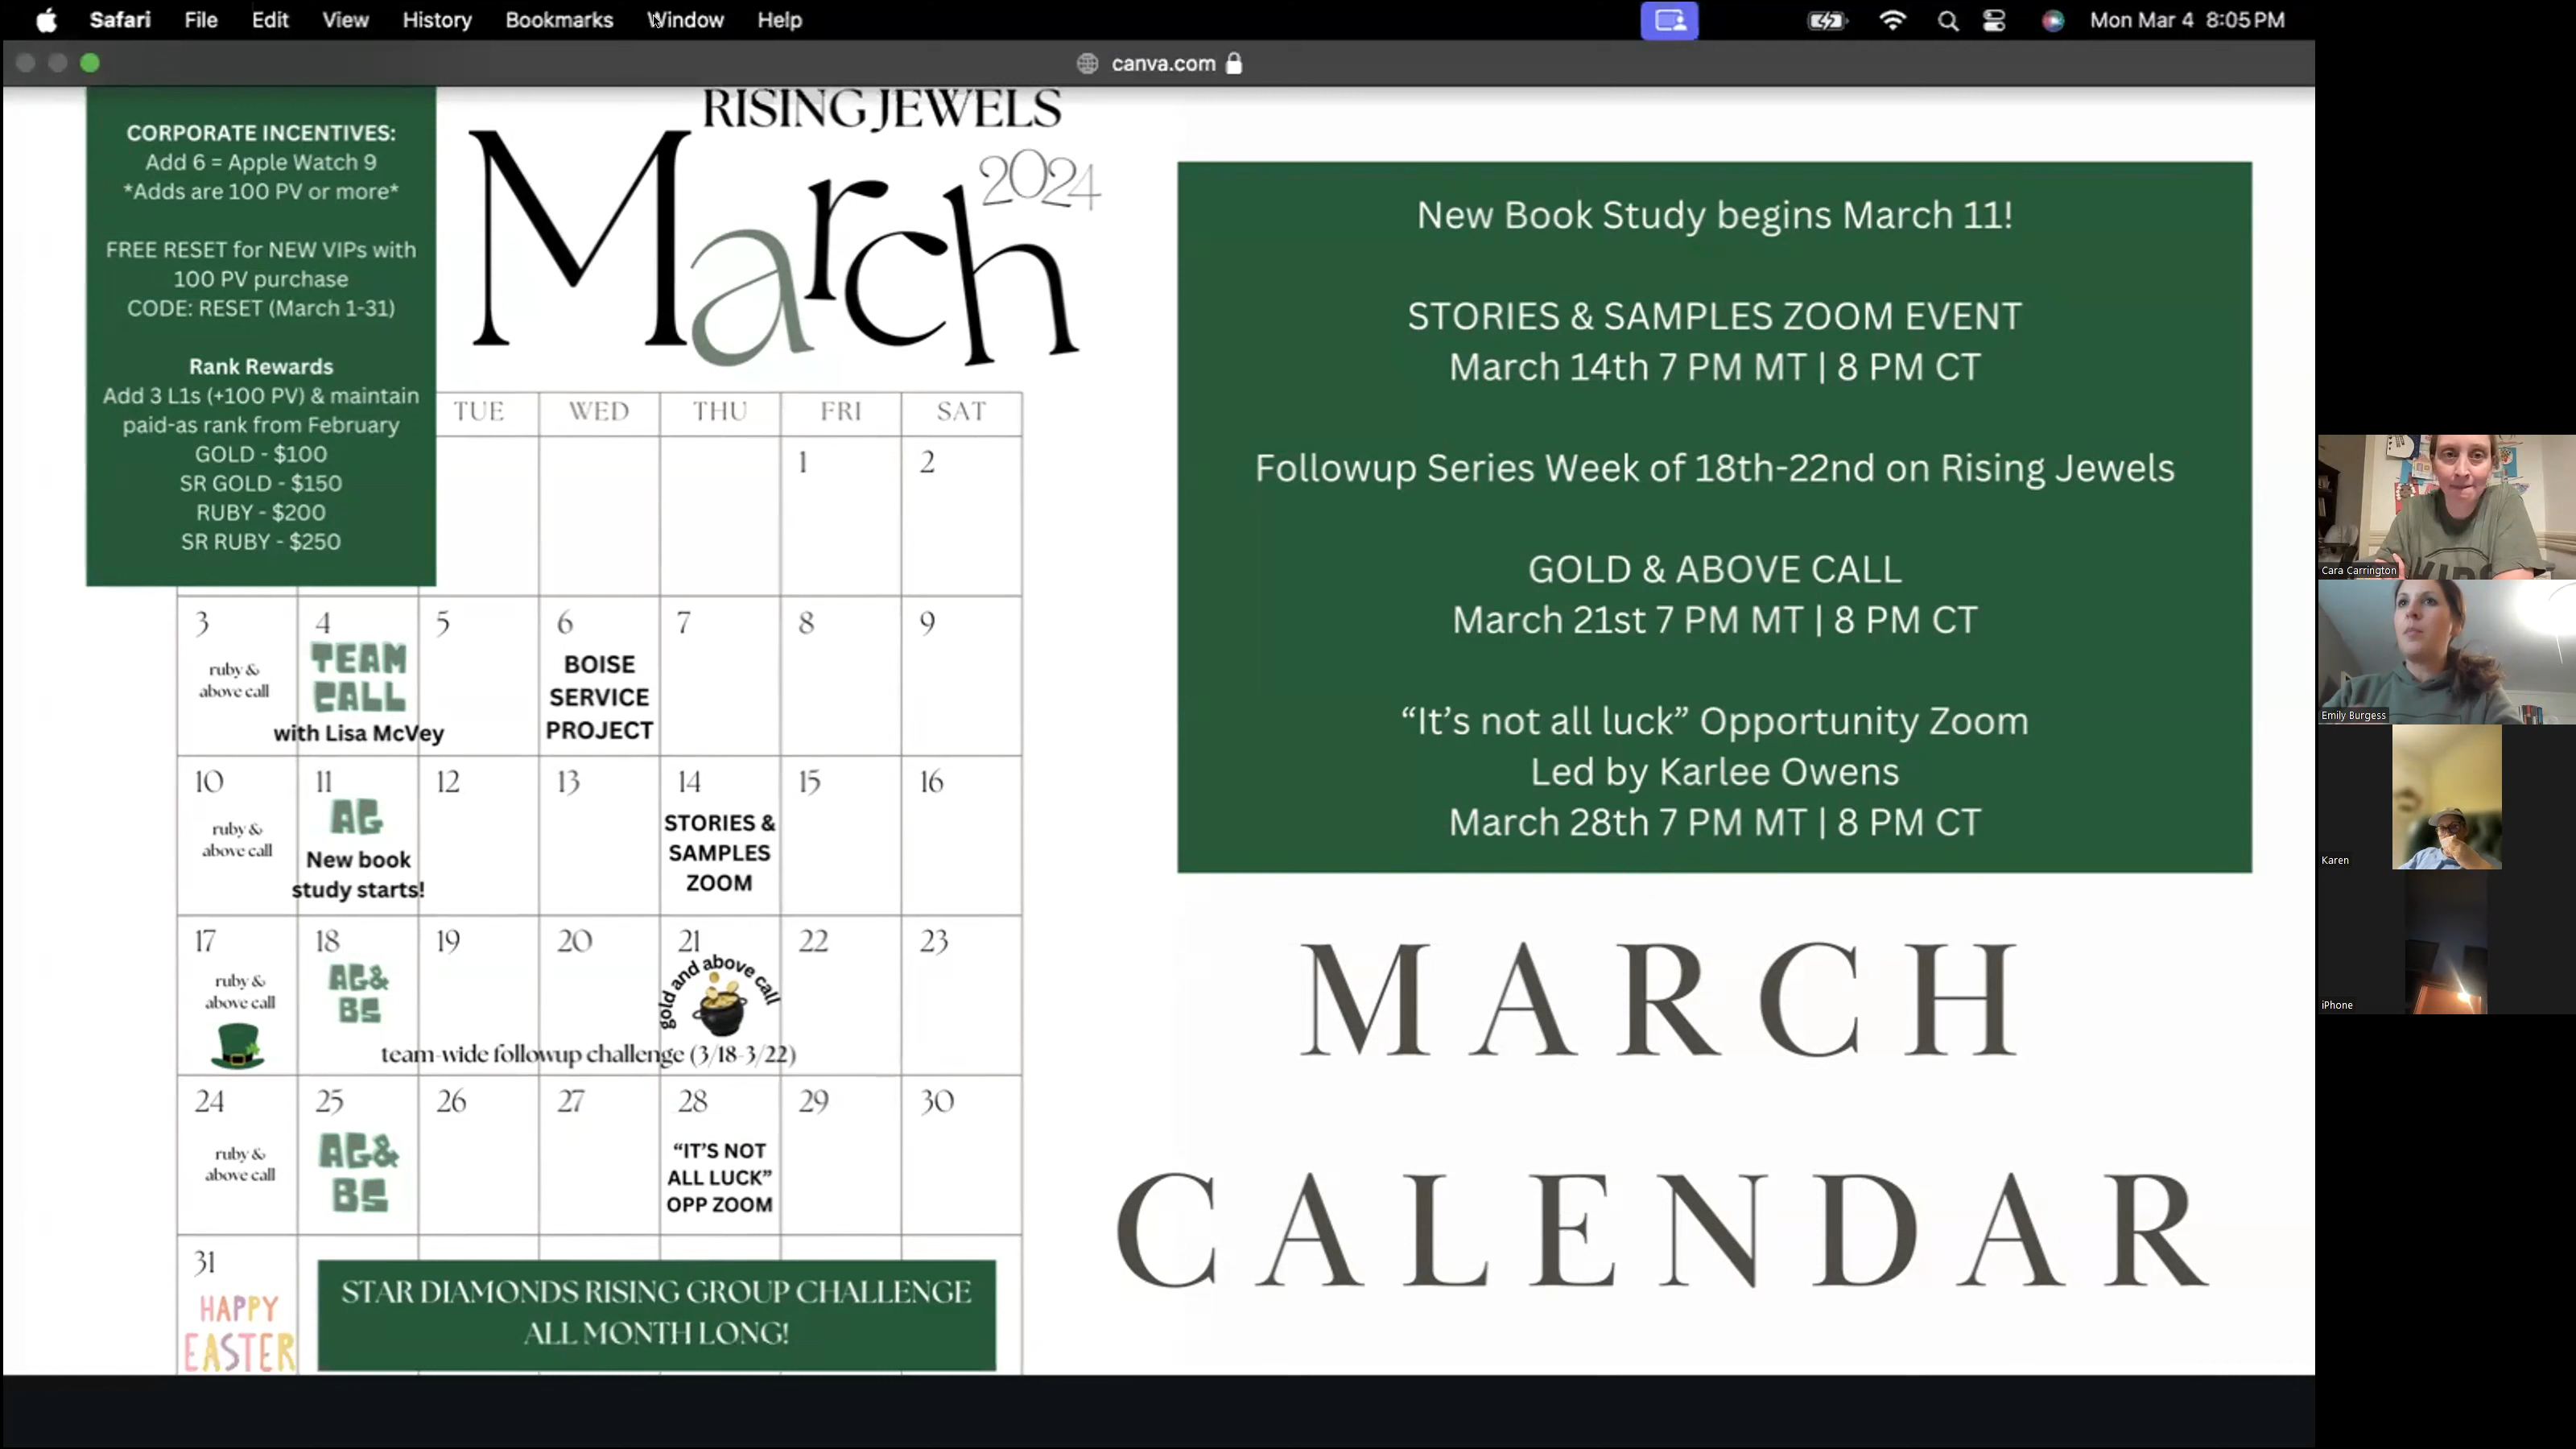 Safari File Edit View History Bookmarks Window Help Mon Mar 4 8:05 PM
canva.com
CORPORATE INCENTIVES:
Add 6 = Apple Watch 9
*Adds are 100 PV or more*
FREE RESET for NEW VIPs with
100 PV purchase
CODE: RESET (March 1-31)
Rank Rewards
Add 3 L1s (+100 PV) & maintain
paid-as rank from February
GOLD - $100
SR GOLD - $150
RUBY - $200
SR RUBY - $250
RISING JEWELS
March
2024
TUE WED THU FRI SAT
1 2
3 4 5 6 7 8 9
ruby &
above call
TEAM
CALL
with Lisa McVey
BOISE
SERVICE
PROJECT
10 11 12 13 14 15 16
ruby &
above call
AG
New book
study starts!
STORIES &
SAMPLES
ZOOM
17 18 19 20 21 22 23
ruby &
above call
AG&
BS
gold and above call
team-wide followup challenge (3/18-3/22)
24 25 26 27 28 29 30
ruby &
above call
AG&
BS
“IT’S NOT
ALL LUCK”
OPP ZOOM
31
HAPPY
EASTER
STAR DIAMONDS RISING GROUP CHALLENGE
ALL MONTH LONG!
New Book Study begins March 11!
STORIES & SAMPLES ZOOM EVENT
March 14th 7 PM MT | 8 PM CT
Followup Series Week of 18th-22nd on Rising Jewels
GOLD & ABOVE CALL
March 21st 7 PM MT | 8 PM CT
“It’s not all luck” Opportunity Zoom
Led by Karlee Owens
March 28th 7 PM MT | 8 PM CT
MARCH
CALENDAR
Cara Carrington
Emily Burgess
Karen
iPhone